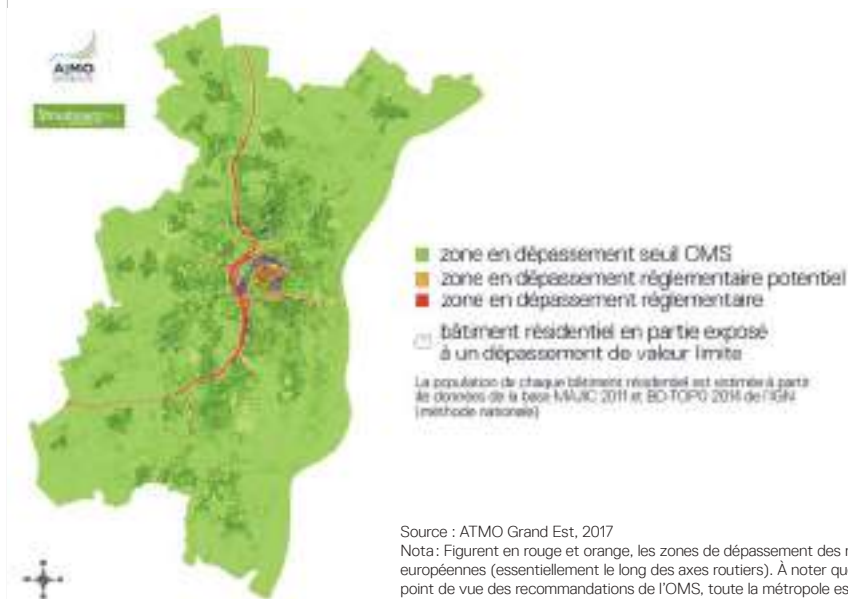 ATMO
zone en dépassement seuil OMS
zone en dépassement réglementaire potentiel
zone en dépassement réglementaire
bâtiment résidentiel en partie exposé
à un dépassement de valeur limite
La population de chaque bâtiment résidentiel est estimée à partir
de données de la base MAJIC 2011 et BD TOPO 2014 de l'IGN
(méthode nationale)
Source : ATMO Grand Est, 2017
Nota : Figurent en rouge et orange, les zones de dépassement des
européennes (essentiellement le long des axes routiers). À noter
point de vue des recommandations de l'OMS, toute la métropole